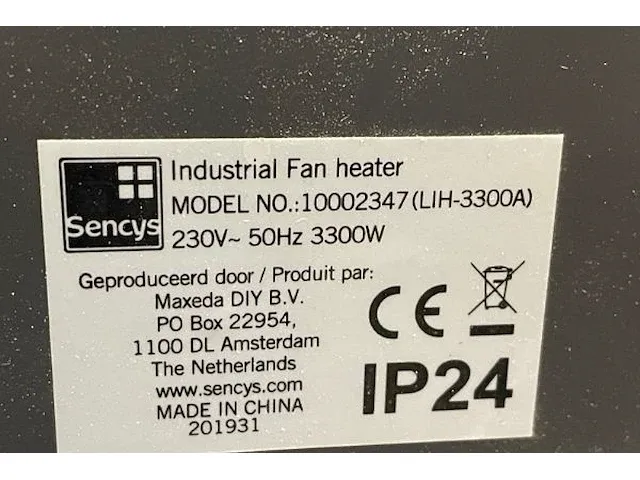 Sencys
Industrial Fan heater
MODEL NO.:10002347(LIH-3300A)
230V~ 50Hz 3300W
Geproduceerd door / Produit par:
Maxeda DIY B.V.
PO Box 22954,
1100 DL Amsterdam
The Netherlands
www.sencys.com
MADE IN CHINA
201931
CE
IP24